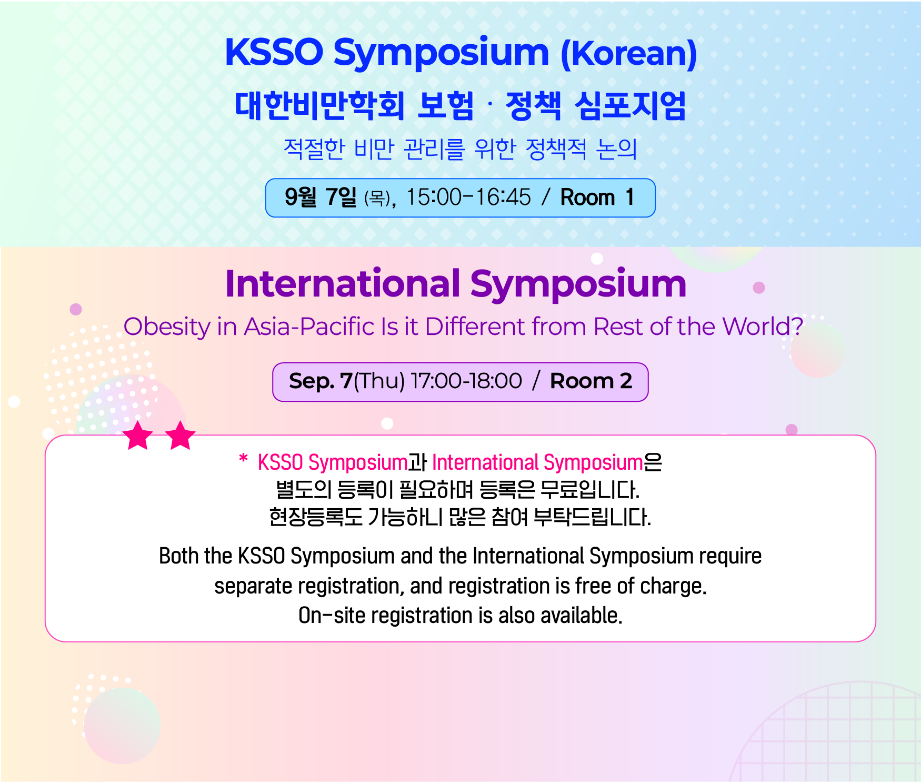 KSSO Symposium (Korean)
대한비만학회 보험 · 정책 심포지엄
적절한 비만 관리를 위한 정책적 논의
9월 7일 (목), 15:00-16:45 / Room 1
International Symposium
Obesity in Asia-Pacific Is it Different from Rest of the World?
Sep. 7(Thu) 17:00-18:00 / Room 2
* KSSO Symposium과 International Symposium은
별도의 등록이 필요하며 등록은 무료입니다.
현장등록도 가능하니 많은 참여 부탁드립니다.
Both the KSSO Symposium and the International Symposium require
separate registration, and registration is free of charge.
On-site registration is also available.